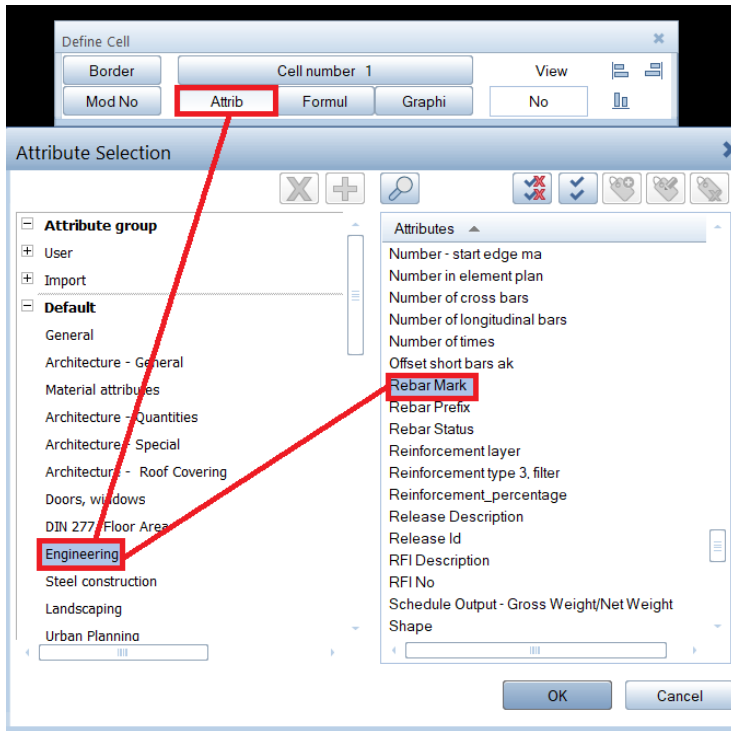 Define Cell
Border
Cell number 1
View
Mod No
Attrib
Formul
Graphi
No
Attribute Selection
Attribute group
User
Import
Default
General
Architecture - General
Material attributes
Architecture - Quantities
Architecture - Special
Architecture - Roof Covering
Doors, windows
DIN 277, Floor Area
Engineering
Steel construction
Landscaping
Urban Planning
Attributes
Number - start edge ma
Number in element plan
Number of cross bars
Number of longitudinal bars
Number of times
Offset short bars ak
Rebar Mark
Rebar Prefix
Rebar Status
Reinforcement layer
Reinforcement type 3, filter
Reinforcement_percentage
Release Description
Release Id
RFI Description
RFI No
Schedule Output - Gross Weight/Net Weight
Shape
OK
Cancel